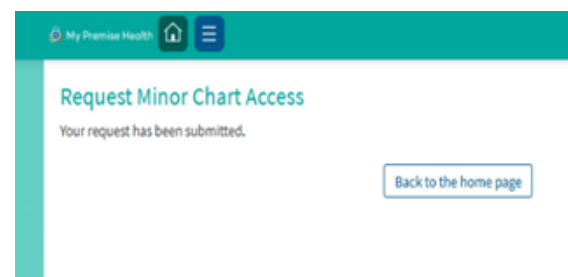 My Premise Health
Request Minor Chart Access
Your request has been submitted.
Back to the home page